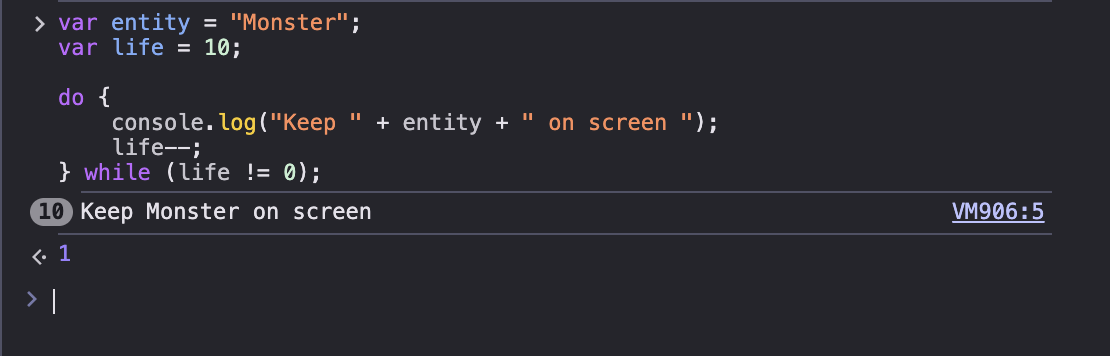 > var entity = "Monster";
var life = 10;
do {
    console.log("Keep " + entity + " on screen ");
    life--;
} while (life != 0);
10 Keep Monster on screen VM906:5
1
>